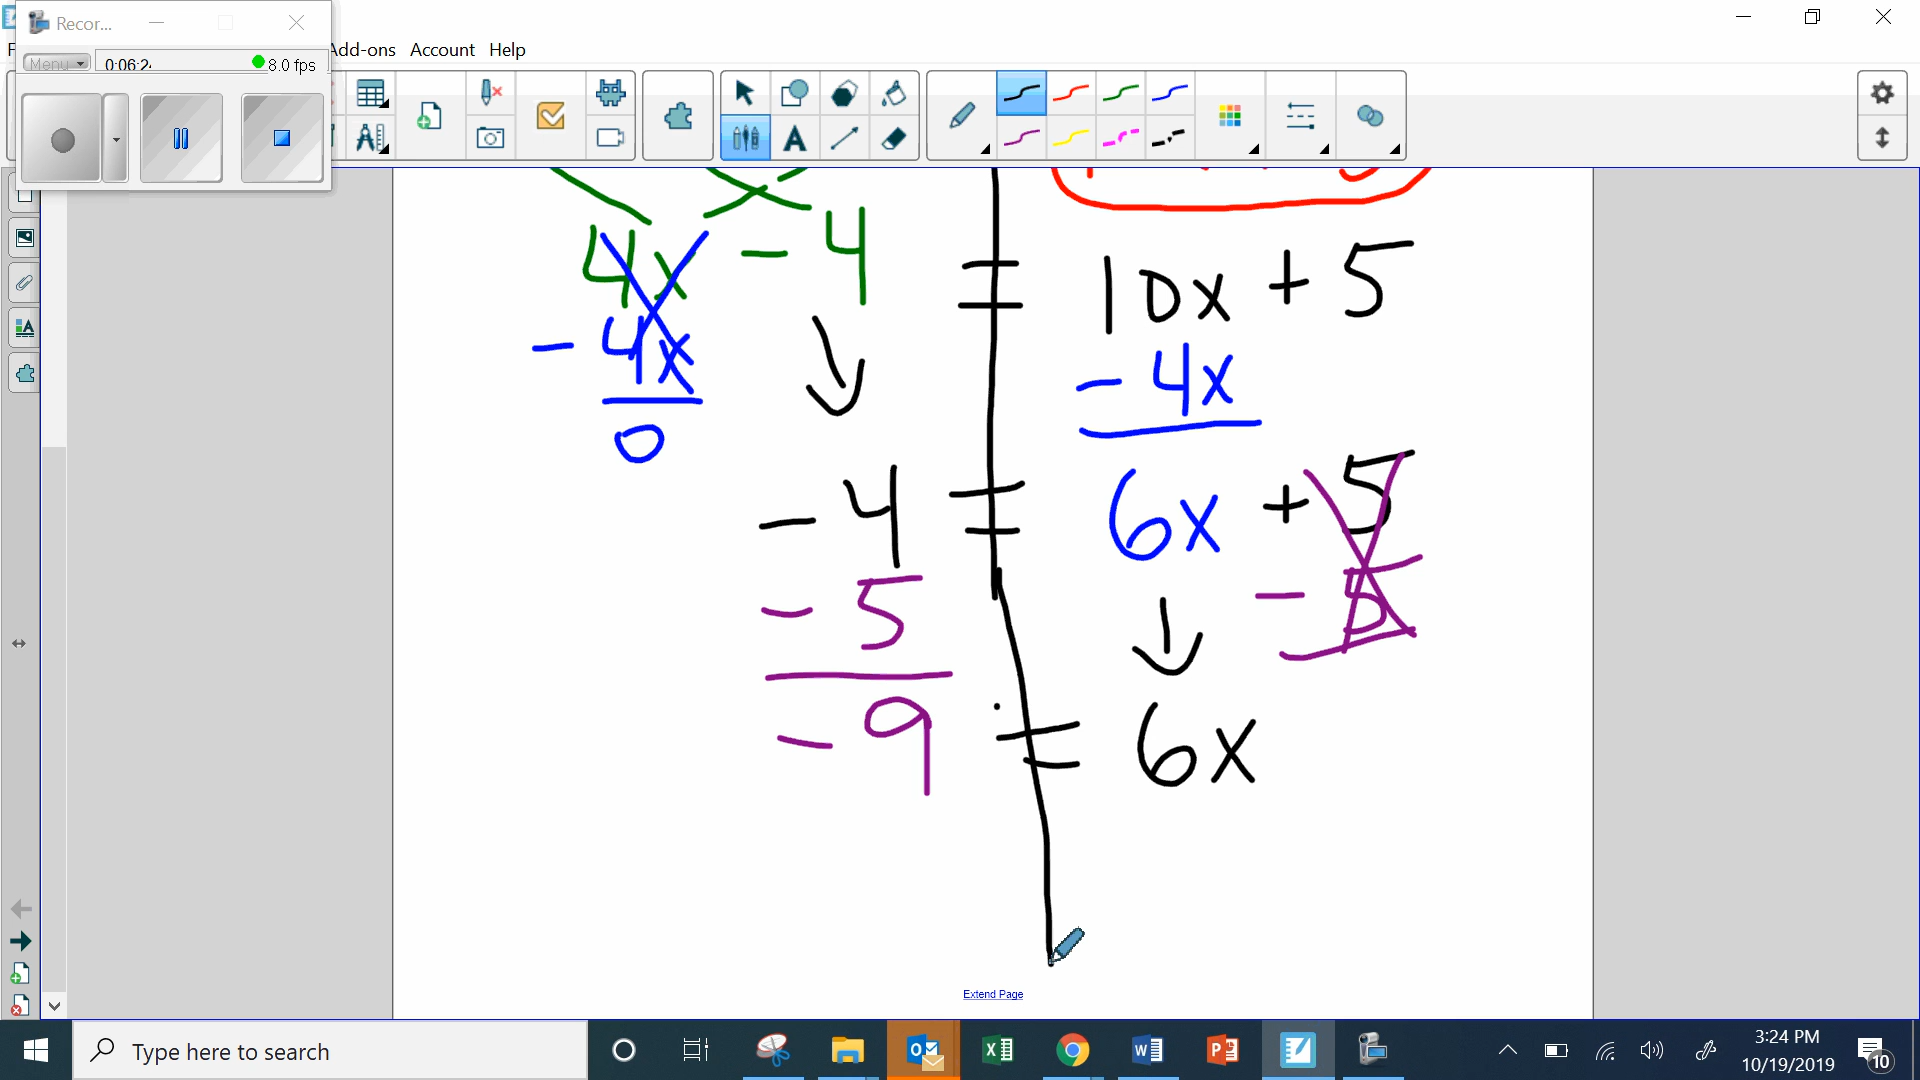 Recor...
Add-ons Account Help
Menu 0:06:24 8.0 fps
4x - 4 = 10x + 5
- 4x - 4x
0
- 4 = 6x + 5
- 5 - 5
- 9 = 6x
Extend Page
Type here to search
3:24 PM
10/19/2019
10